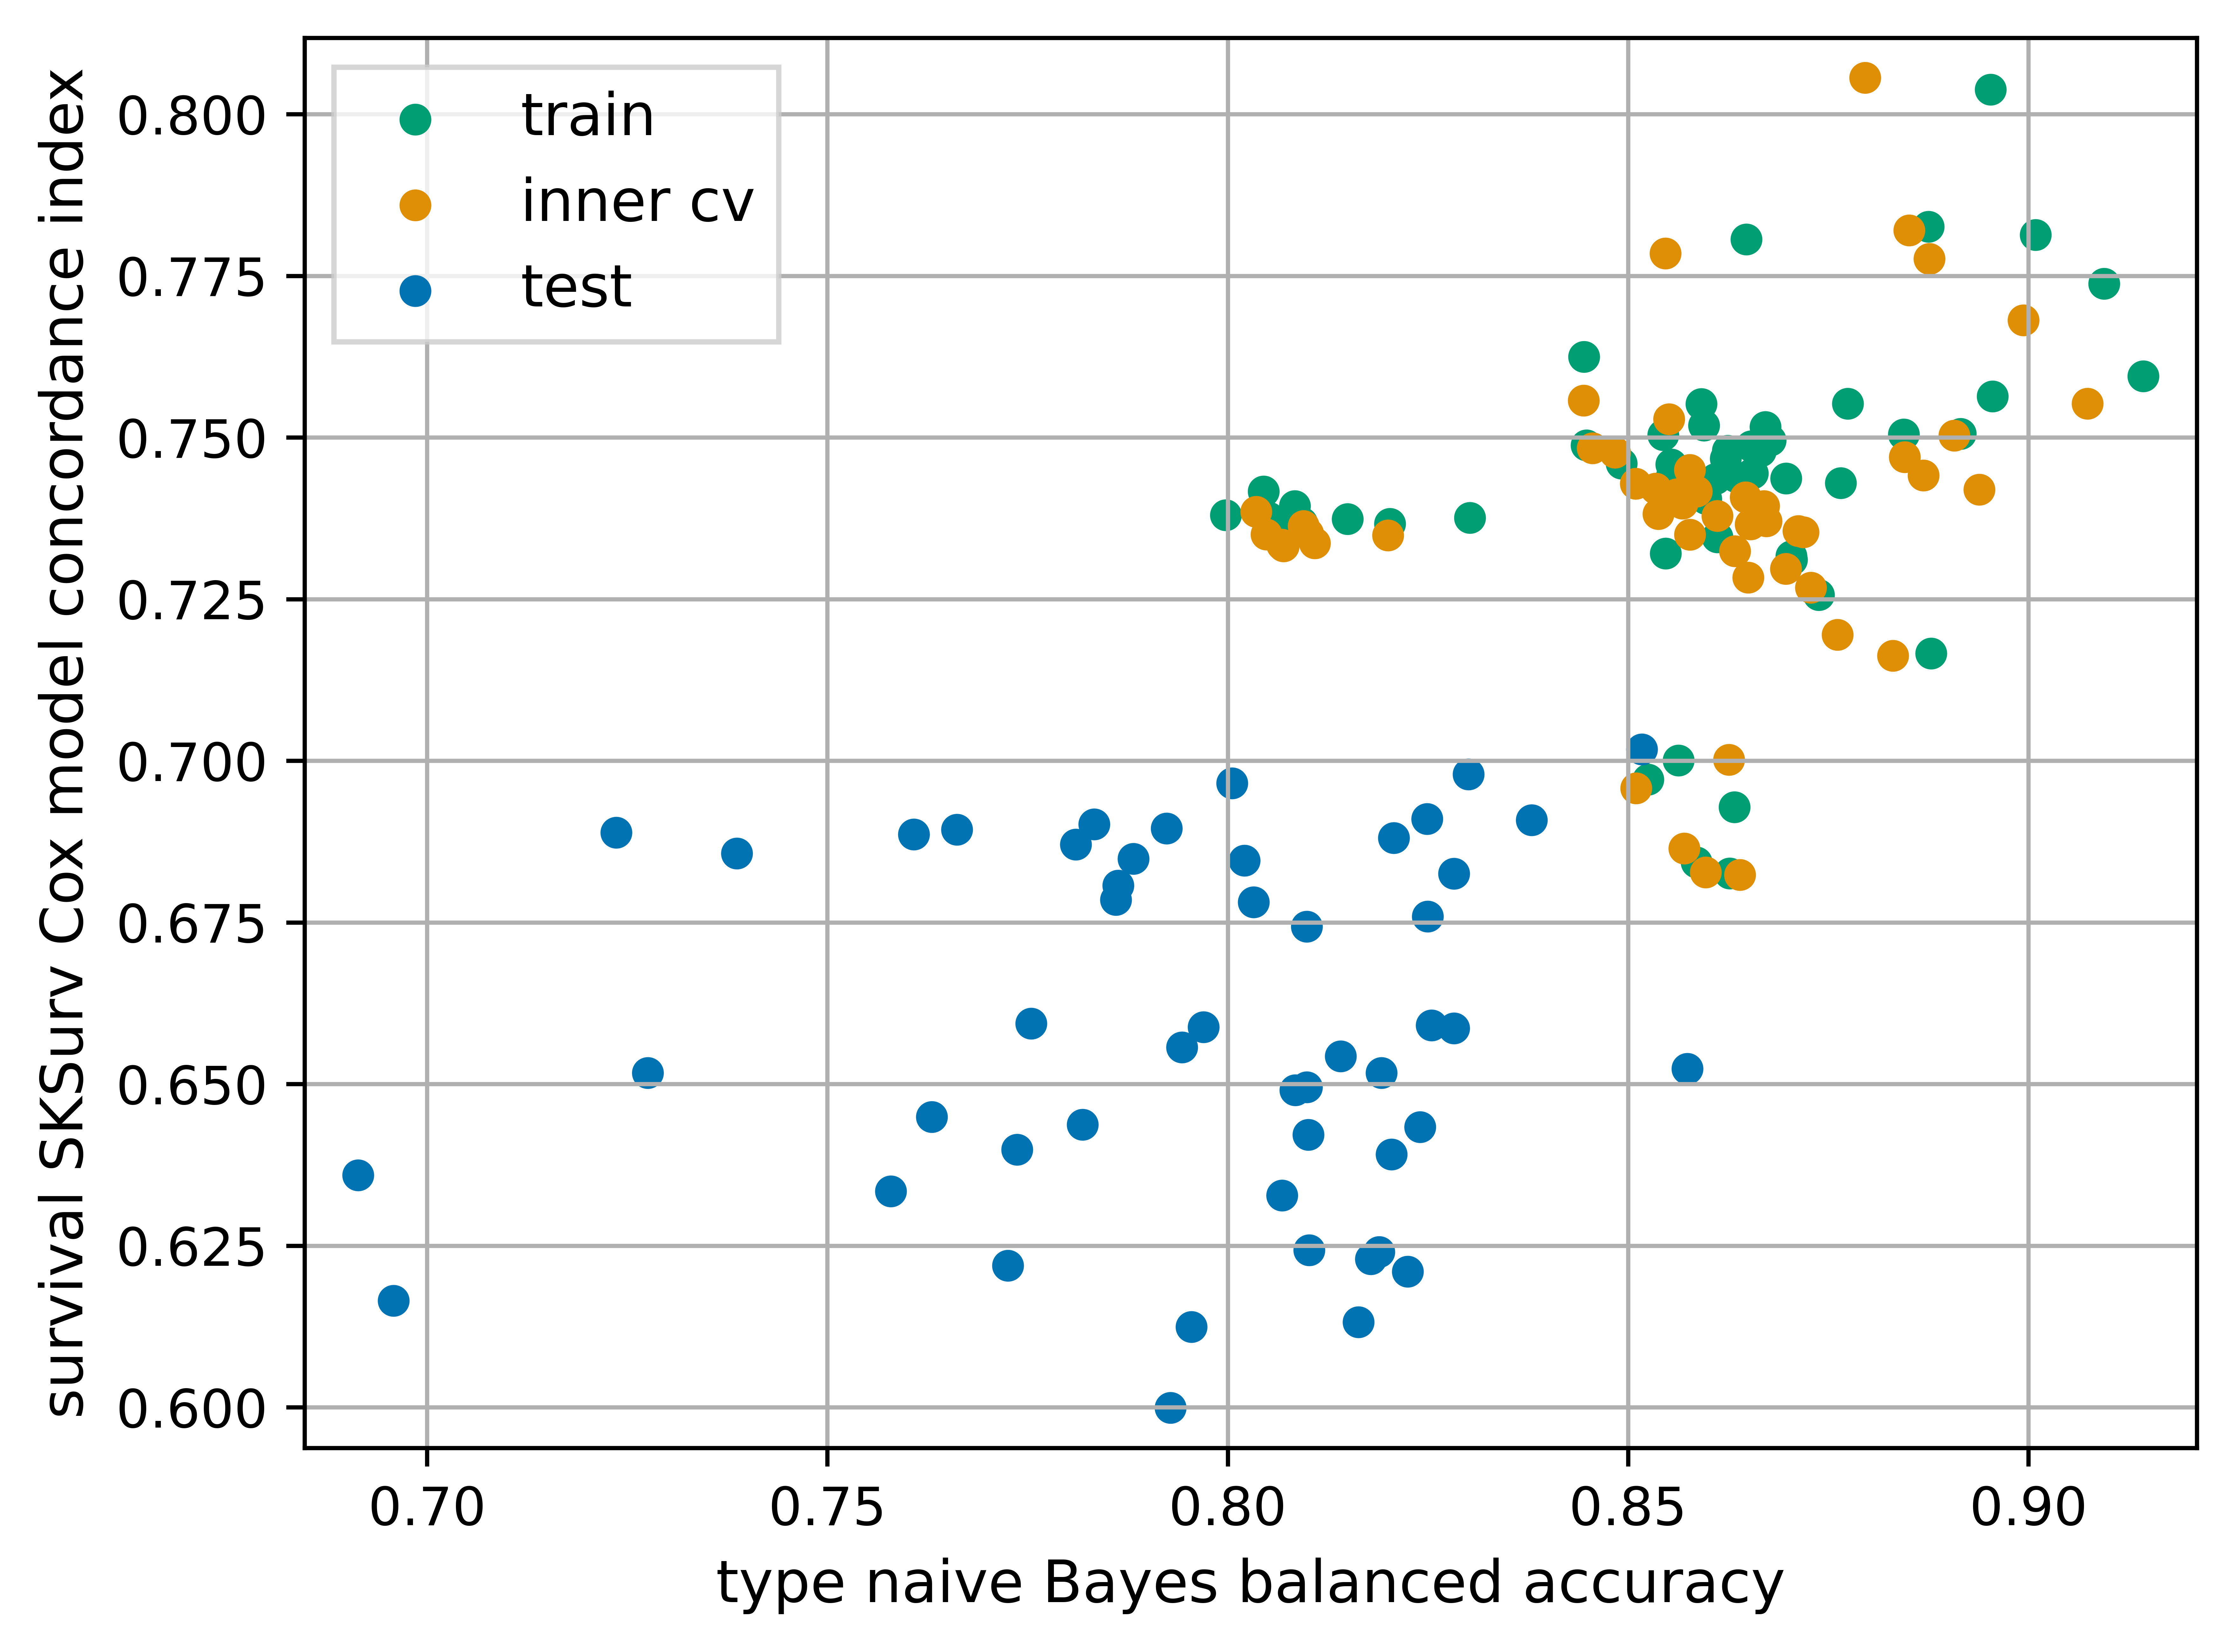 train
inner cv
test
survival SKSurv Cox model concordance index
0.800
0.775
0.750
0.725
0.700
0.675
0.650
0.625
0.600
0.70 0.75 0.80 0.85 0.90
type naive Bayes balanced accuracy